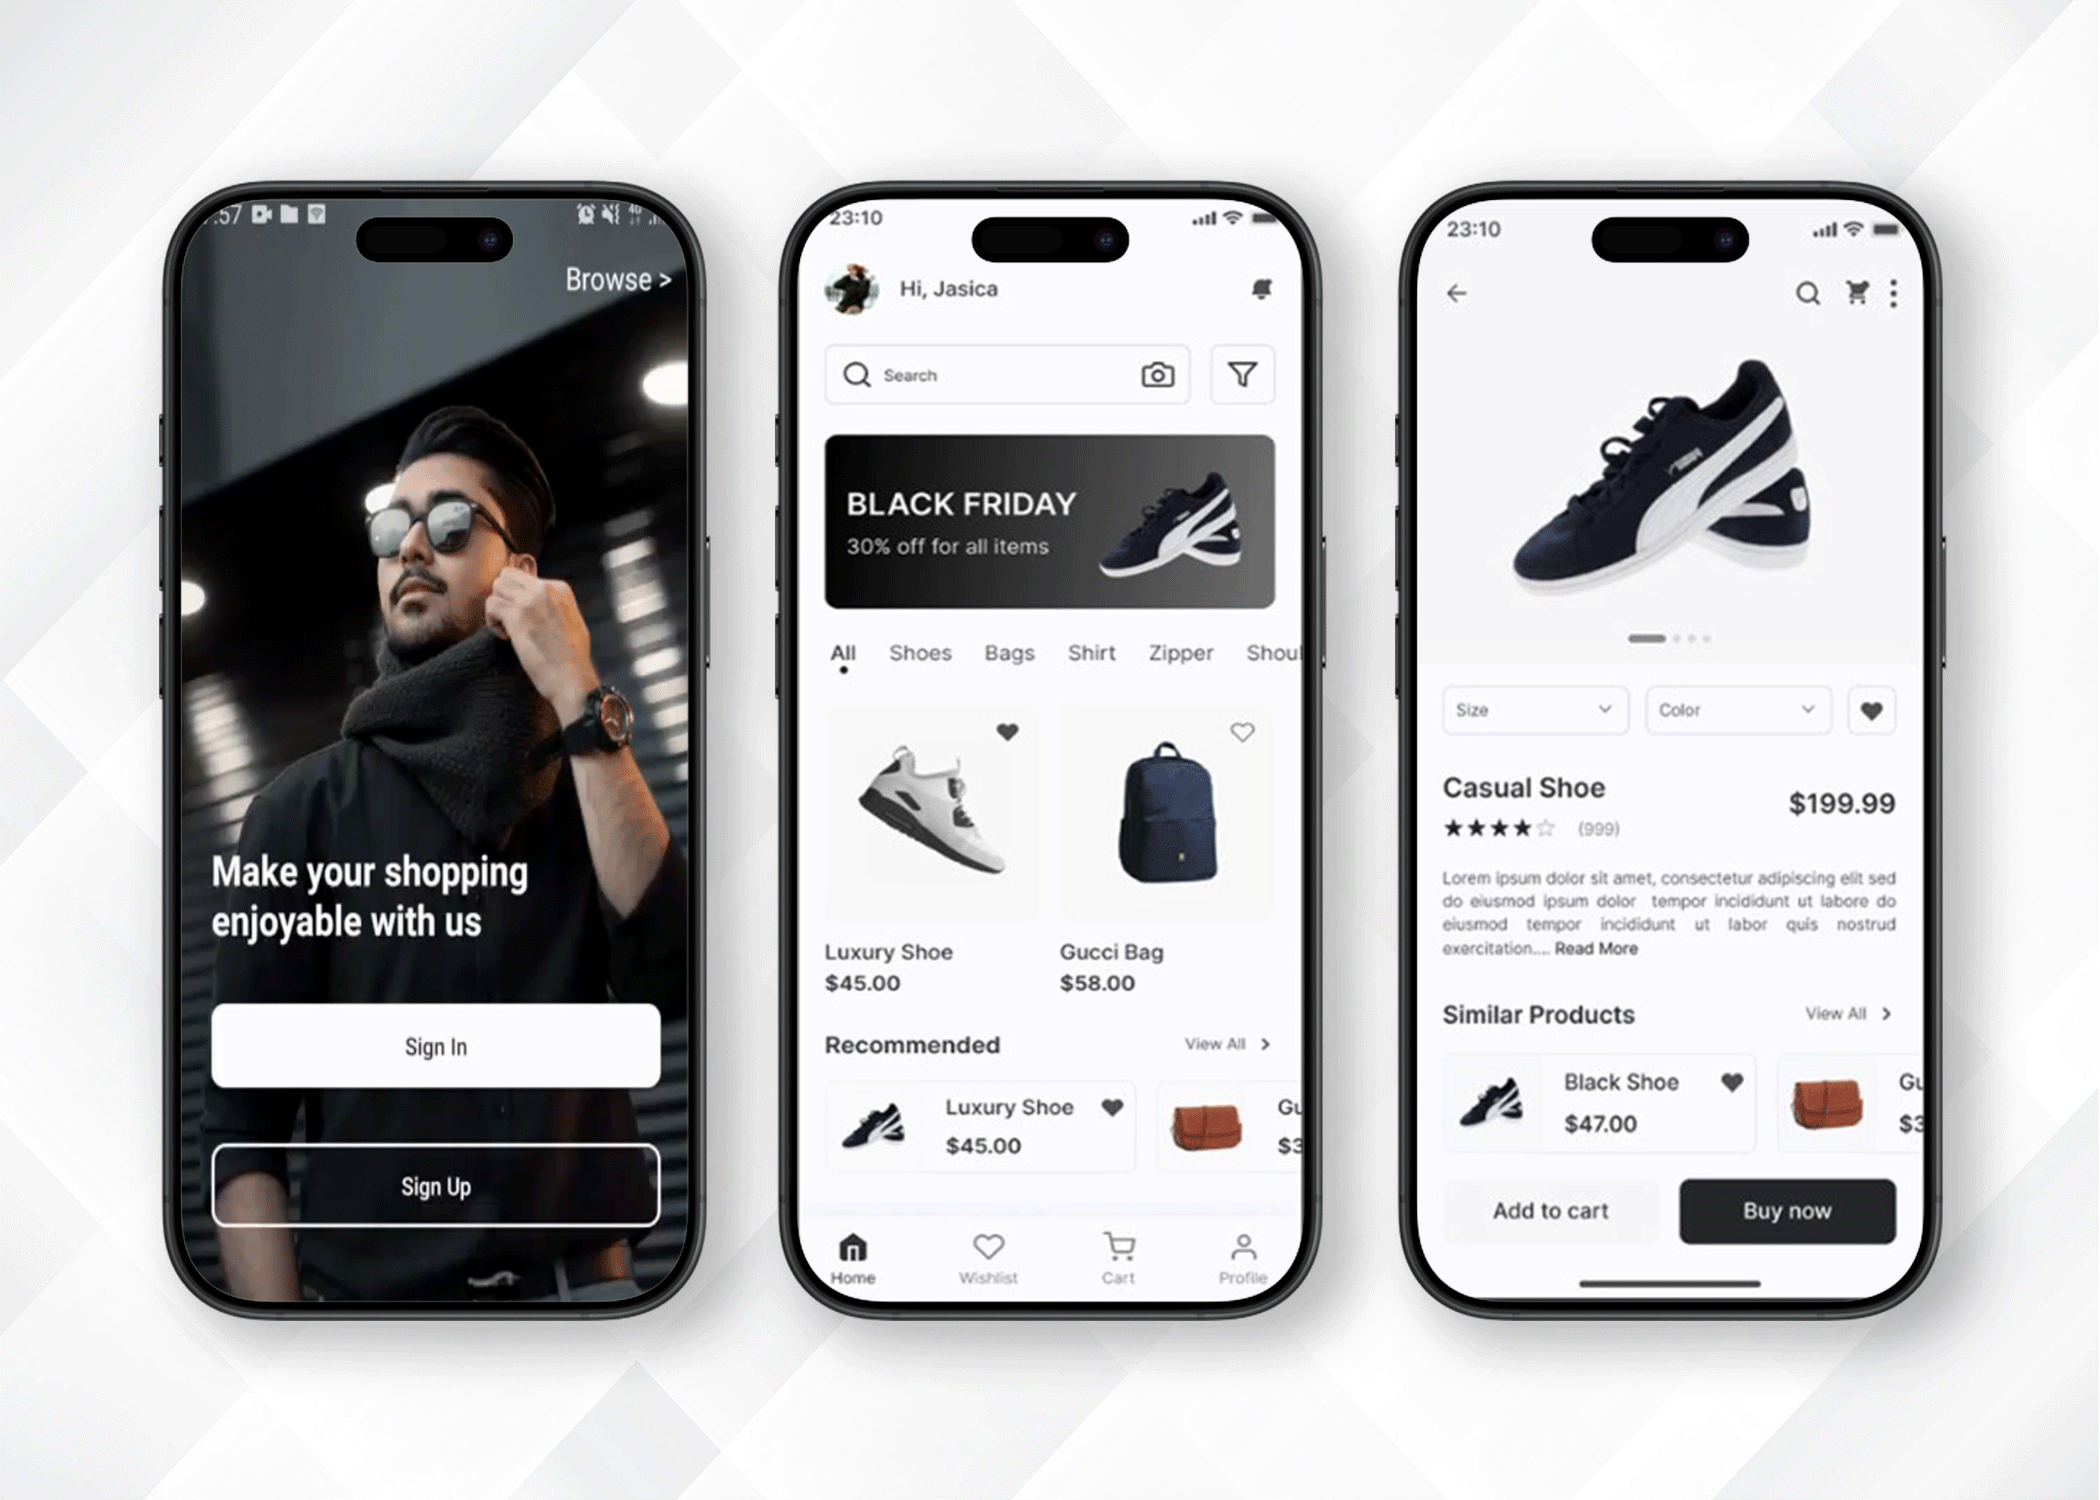 :57
4G
Browse >
Make your shopping
enjoyable with us
Sign In
Sign Up
23:10
Hi, Jasica
Search
BLACK FRIDAY
30% off for all items
All Shoes Bags Shirt Zipper Shoul
Luxury Shoe Gucci Bag
$45.00 $58.00
Recommended View All >
Luxury Shoe Gu
$45.00 $3
Home Wishlist Cart Profile
23:10
PUMA
Size Color
Casual Shoe
$199.99
(999)
Lorem ipsum dolor sit amet, consectetur adipiscing elit sed
do eiusmod ipsum dolor tempor incididunt ut labore do
eiusmod tempor incididunt ut labor quis nostrud
exercitation.... Read More
Similar Products View All >
Black Shoe Gu
$47.00 $3
Add to cart Buy now